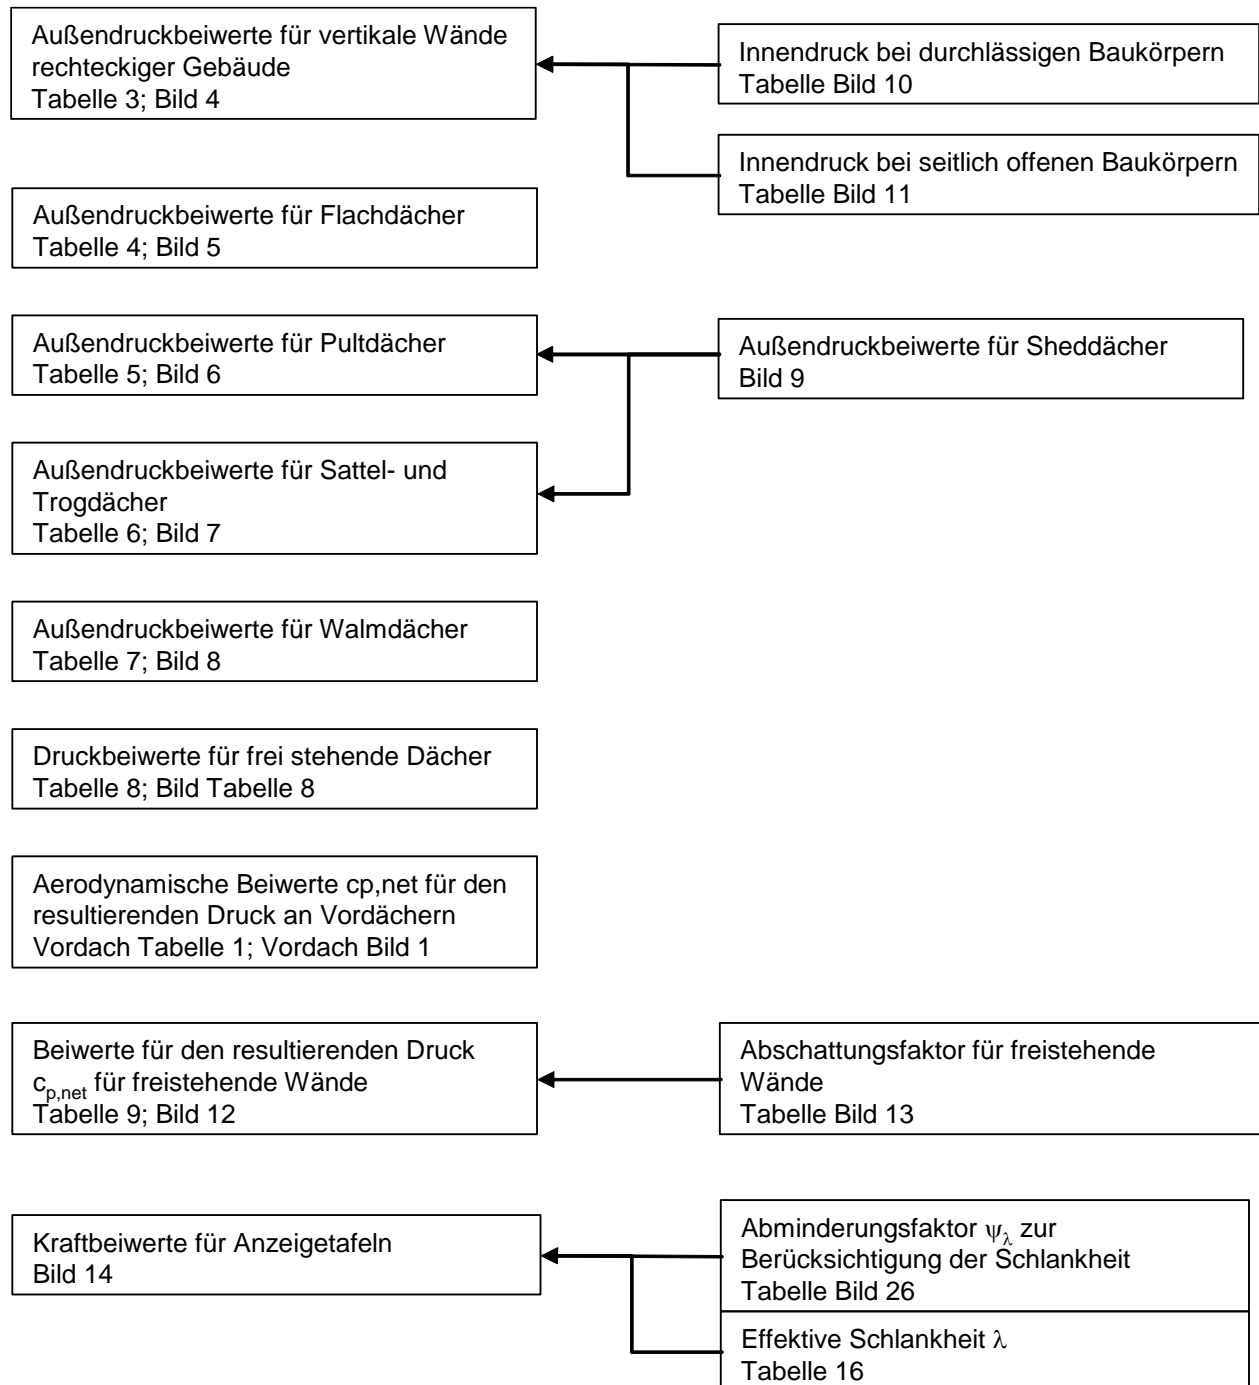 Außendruckbeiwerte für vertikale Wände
rechteckiger Gebäude
Tabelle 3; Bild 4
Innendruck bei durchlässigen Baukörpern
Tabelle Bild 10
Innendruck bei seitlich offenen Baukörpern
Tabelle Bild 11
Außendruckbeiwerte für Flachdächer
Tabelle 4; Bild 5
Außendruckbeiwerte für Pultdächer
Tabelle 5; Bild 6
Außendruckbeiwerte für Sheddächer
Bild 9
Außendruckbeiwerte für Sattel- und
Trogdächer
Tabelle 6; Bild 7
Außendruckbeiwerte für Walmdächer
Tabelle 7; Bild 8
Druckbeiwerte für frei stehende Dächer
Tabelle 8; Bild Tabelle 8
Aerodynamische Beiwerte cp,net für den
resultierenden Druck an Vordächern
Vordach Tabelle 1; Vordach Bild 1
Beiwerte für den resultierenden Druck
c_p,net für freistehende Wände
Tabelle 9; Bild 12
Abschattungsfaktor für freistehende
Wände
Tabelle Bild 13
Kraftbeiwerte für Anzeigetafeln
Bild 14
Abminderungsfaktor ψ_λ zur
Berücksichtigung der Schlankheit
Tabelle Bild 26
Effektive Schlankheit λ
Tabelle 16